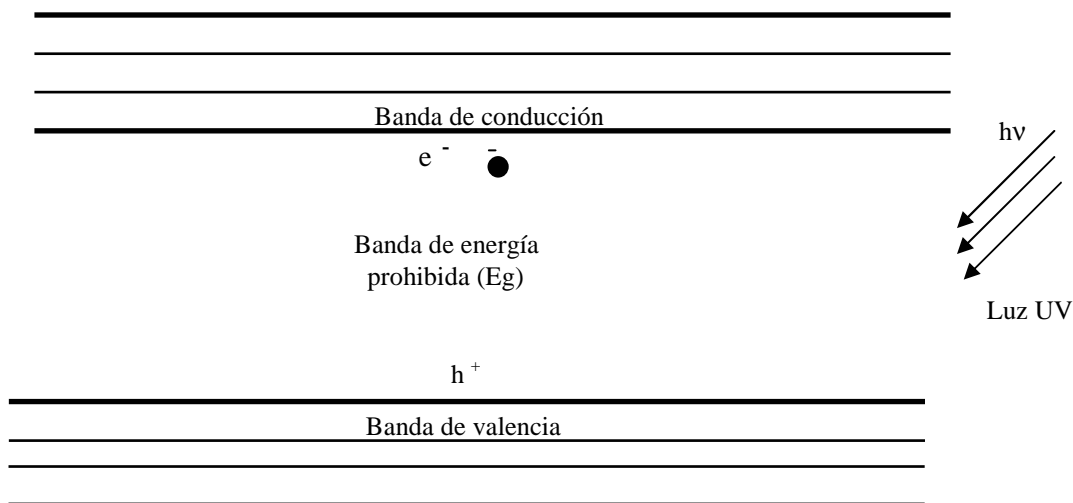 Banda de conducción
hν
e - -
Banda de energía
prohibida (Eg)
Luz UV
h +
Banda de valencia